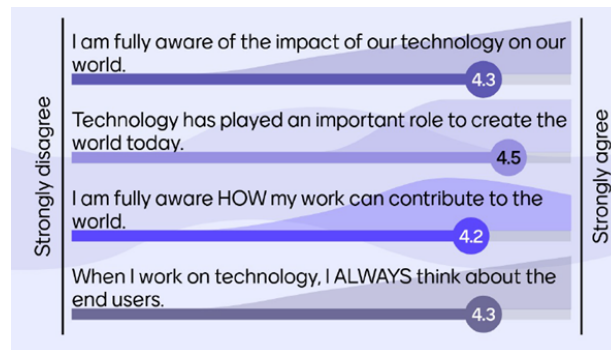 Strongly disagree
I am fully aware of the impact of our technology on our
world.
4.3
Technology has played an important role to create the
world today.
4.5
I am fully aware HOW my work can contribute to the
world.
4.2
When I work on technology, I ALWAYS think about the
end users.
4.3
Strongly agree